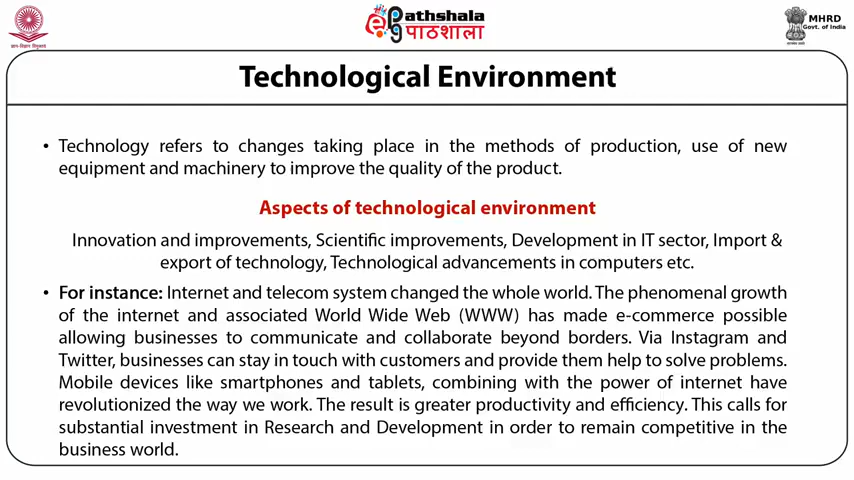 ePathshala
पाठशाला
MHRD
Govt. of India
Technological Environment
• Technology refers to changes taking place in the methods of production, use of new
equipment and machinery to improve the quality of the product.
Aspects of technological environment
Innovation and improvements, Scientific improvements, Development in IT sector, Import &
export of technology, Technological advancements in computers etc.
• For instance: Internet and telecom system changed the whole world. The phenomenal growth
of the internet and associated World Wide Web (WWW) has made e-commerce possible
allowing businesses to communicate and collaborate beyond borders. Via Instagram and
Twitter, businesses can stay in touch with customers and provide them help to solve problems.
Mobile devices like smartphones and tablets, combining with the power of internet have
revolutionized the way we work. The result is greater productivity and efficiency. This calls for
substantial investment in Research and Development in order to remain competitive in the
business world.